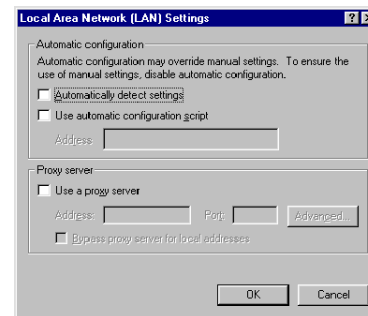 Local Area Network (LAN) Settings
Automatic configuration
Automatic configuration may override manual settings. To ensure the
use of manual settings, disable automatic configuration.
Automatically detect settings
Use automatic configuration script
Address
Proxy server
Use a proxy server
Address: Port: Advanced...
Bypass proxy server for local addresses
OK Cancel